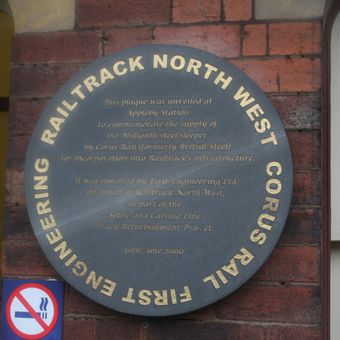 RAILTRACK NORTH WEST CORUS RAIL FIRST ENGINEERING
This plaque was unveiled at
Appleby Station
to commemorate the supply of
the Millionth steel sleeper
by Corus Rail (formerly British Steel)
for incorporation into Railtrack's infrastructure.
It was installed by First Engineering Ltd.
on behalf of Railtrack North West,
as part of the
Settle and Carlisle Line
Track Refurbishment Project.
30th June 2000